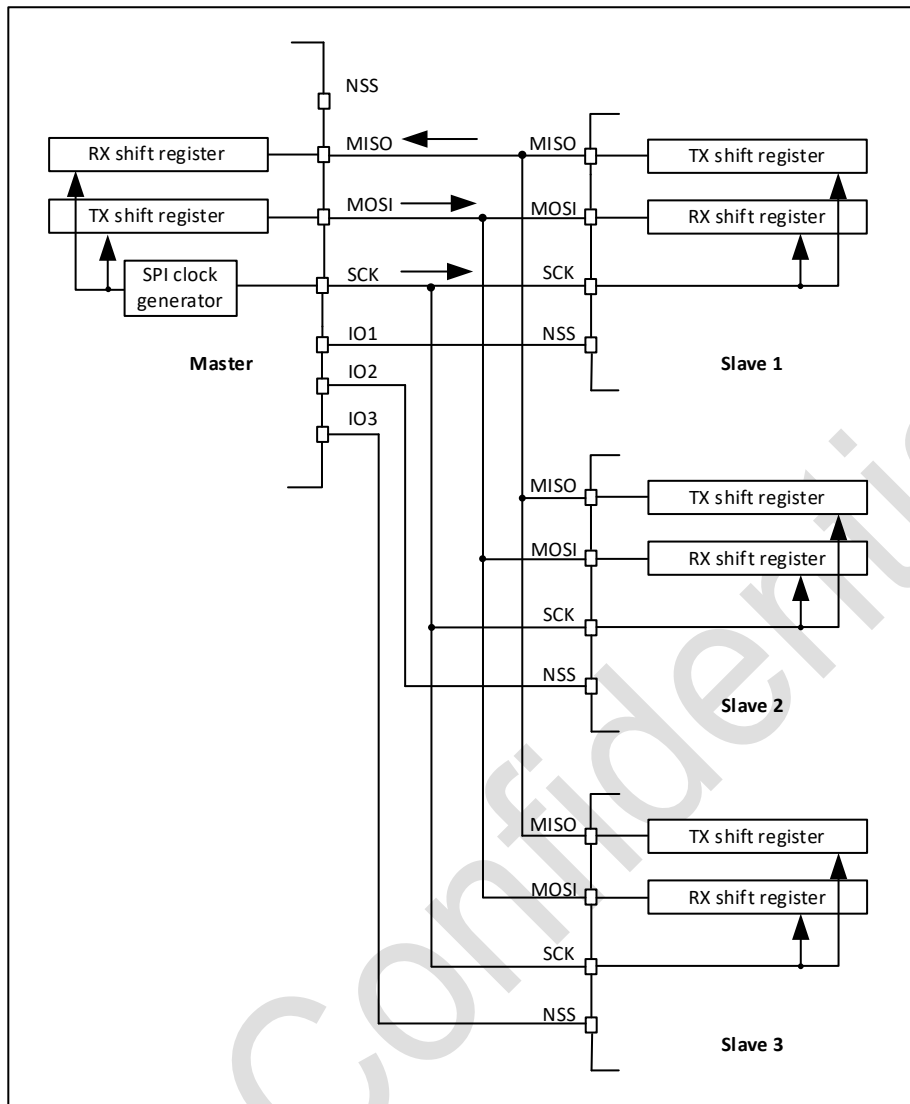 NSS
RX shift register
MISO
MISO
TX shift register
TX shift register
MOSI
MOSI
RX shift register
SPI clock
generator
SCK
SCK
IO1
NSS
Master
Slave 1
IO2
IO3
MISO
TX shift register
MOSI
RX shift register
SCK
NSS
Slave 2
MISO
TX shift register
MOSI
RX shift register
SCK
NSS
Slave 3